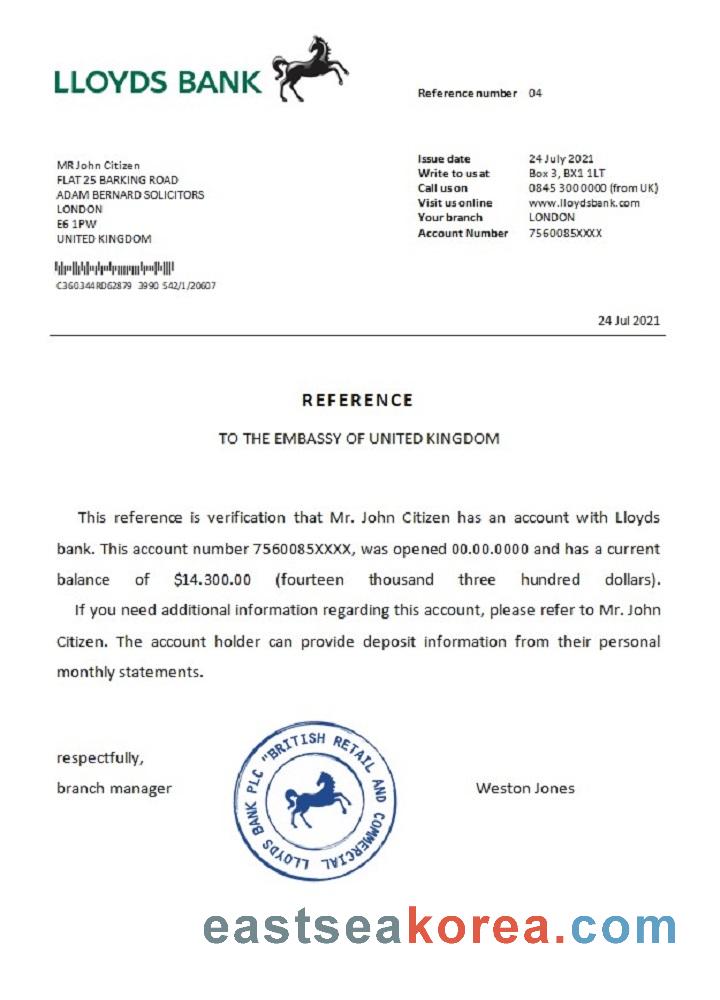 LLOYDS BANK
Reference number 04
MR John Citizen
FLAT 25 BARKING ROAD
ADAM BERNARD SOLICITORS
LONDON
E6 1PW
UNITED KINGDOM
C360344RD62879 3990 542/1/20607
Issue date 24 July 2021
Write to us at Box 3, BX1 1LT
Call us on 0845 300 0000 (from UK)
Visit us online www.lloydsbank.com
Your branch LONDON
Account Number 7560085XXXX
24 Jul 2021
REFERENCE
TO THE EMBASSY OF UNITED KINGDOM
This reference is verification that Mr. John Citizen has an account with Lloyds
bank. This account number 7560085XXXX, was opened 00.00.0000 and has a current
balance of $14.300.00 (fourteen thousand three hundred dollars).
If you need additional information regarding this account, please refer to Mr. John
Citizen. The account holder can provide deposit information from their personal
monthly statements.
respectfully,
branch manager
LLOYDS BANK PLC "BRITISH RETAIL AND COMMERCIAL
Weston Jones
eastseakorea.com